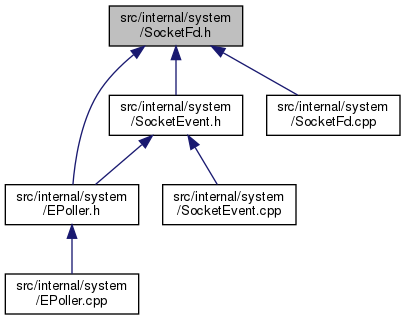 src/internal/system
/SocketFd.h
src/internal/system
/SocketEvent.h
src/internal/system
/SocketFd.cpp
src/internal/system
/EPoller.h
src/internal/system
/SocketEvent.cpp
src/internal/system
/EPoller.cpp